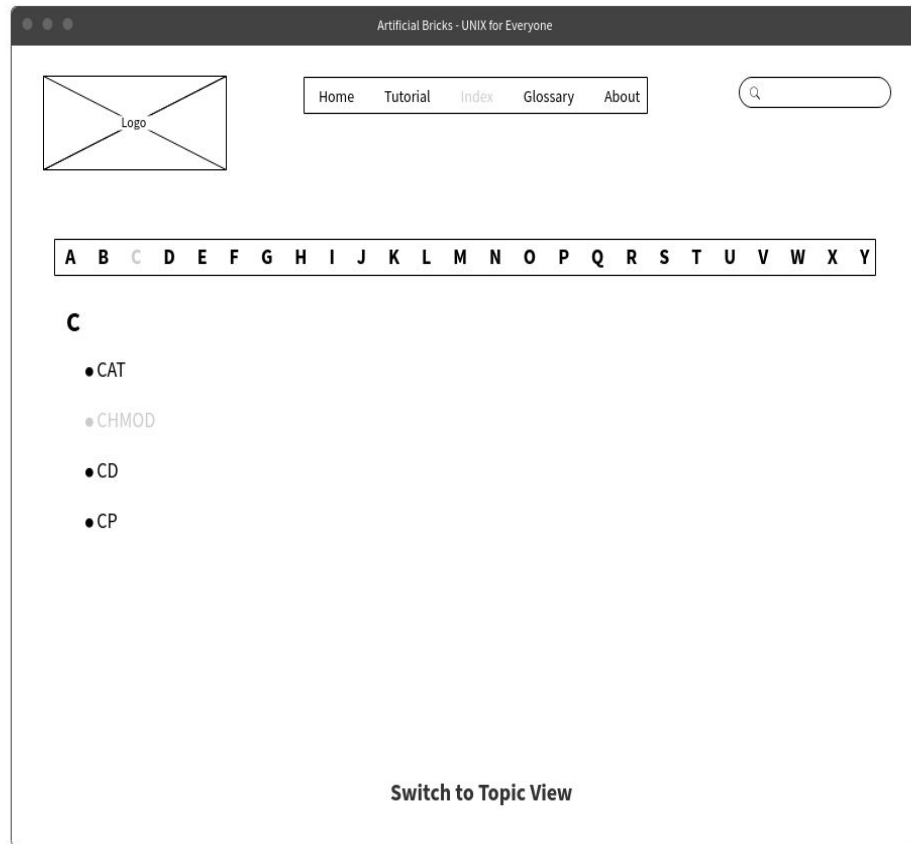 Artificial Bricks - UNIX for Everyone
Logo
Home Tutorial Index Glossary About
A B C D E F G H I J K L M N O P Q R S T U V W X Y
C
CAT
CHMOD
CD
CP
Switch to Topic View